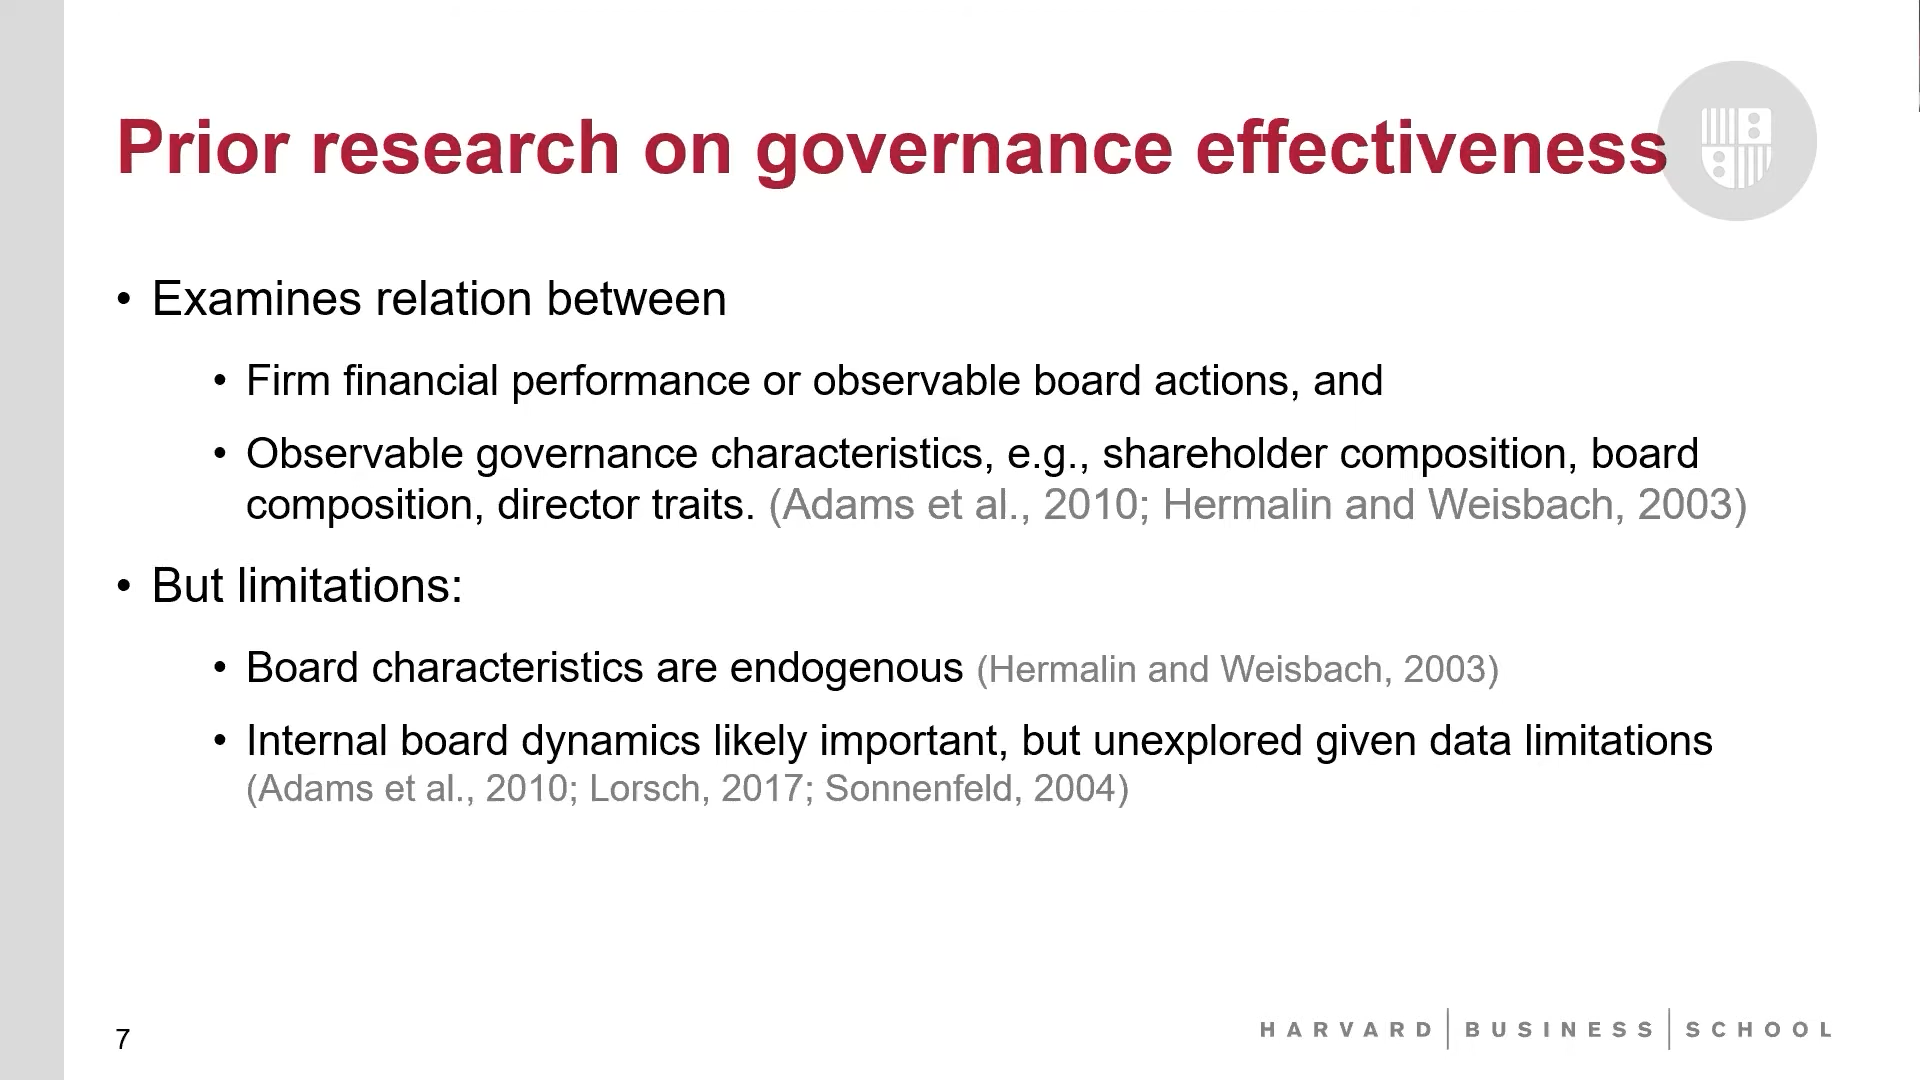 Prior research on governance effectiveness
• Examines relation between
• Firm financial performance or observable board actions, and
• Observable governance characteristics, e.g., shareholder composition, board
composition, director traits. (Adams et al., 2010; Hermalin and Weisbach, 2003)
• But limitations:
• Board characteristics are endogenous (Hermalin and Weisbach, 2003)
• Internal board dynamics likely important, but unexplored given data limitations
(Adams et al., 2010; Lorsch, 2017; Sonnenfeld, 2004)
7
HARVARD | BUSINESS | SCHOOL